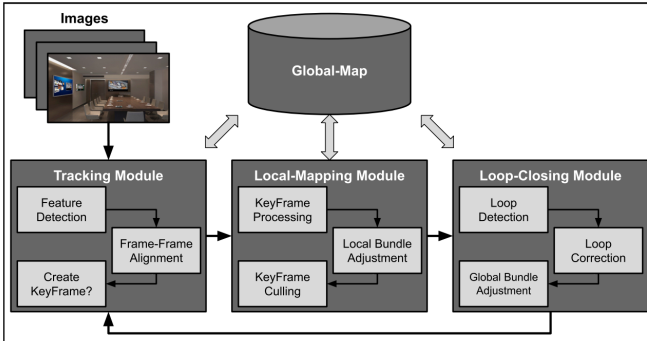 Images
Global-Map
Tracking Module
Feature
Detection
Frame-Frame
Alignment
Create
KeyFrame?
Local-Mapping Module
KeyFrame
Processing
Local Bundle
Adjustment
KeyFrame
Culling
Loop-Closing Module
Loop
Detection
Loop
Correction
Global Bundle
Adjustment